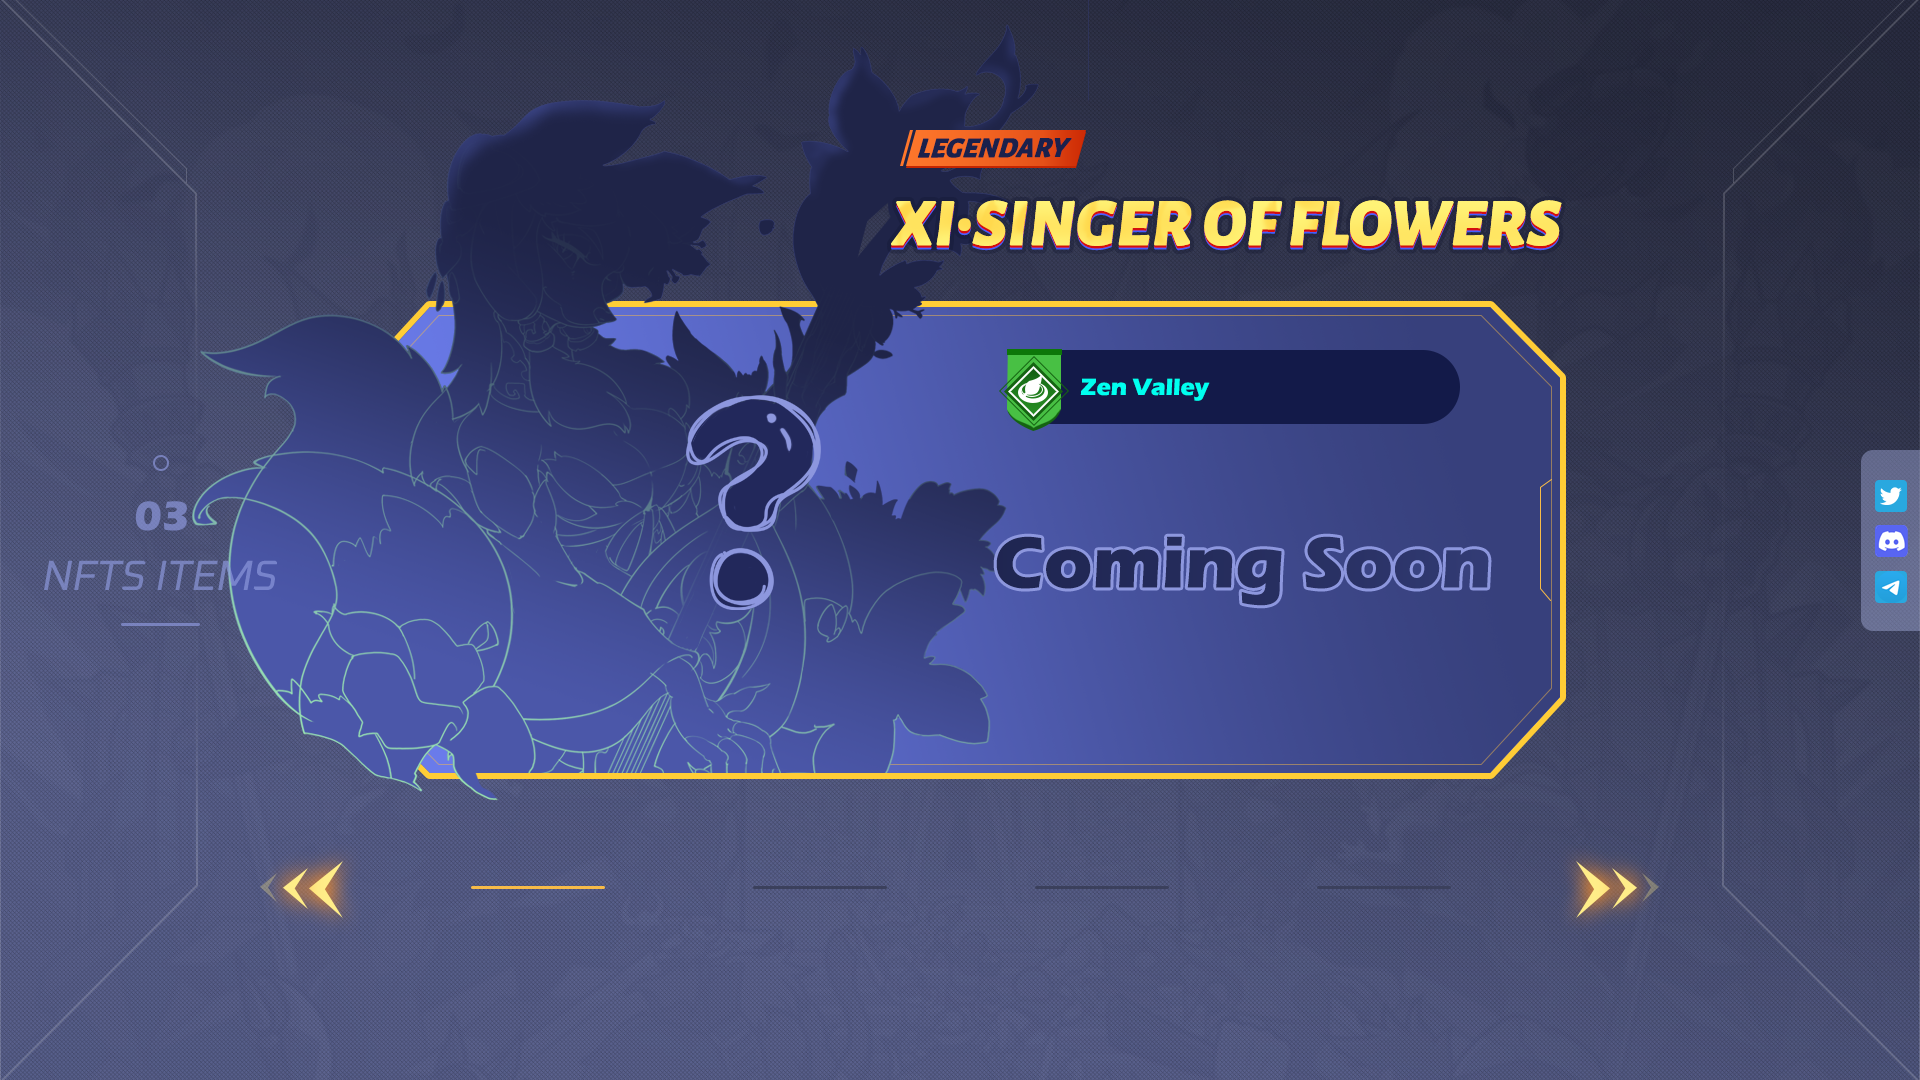 LEGENDARY
XI·SINGER OF FLOWERS
Zen Valley
?
Coming Soon
03
NFTS ITEMS